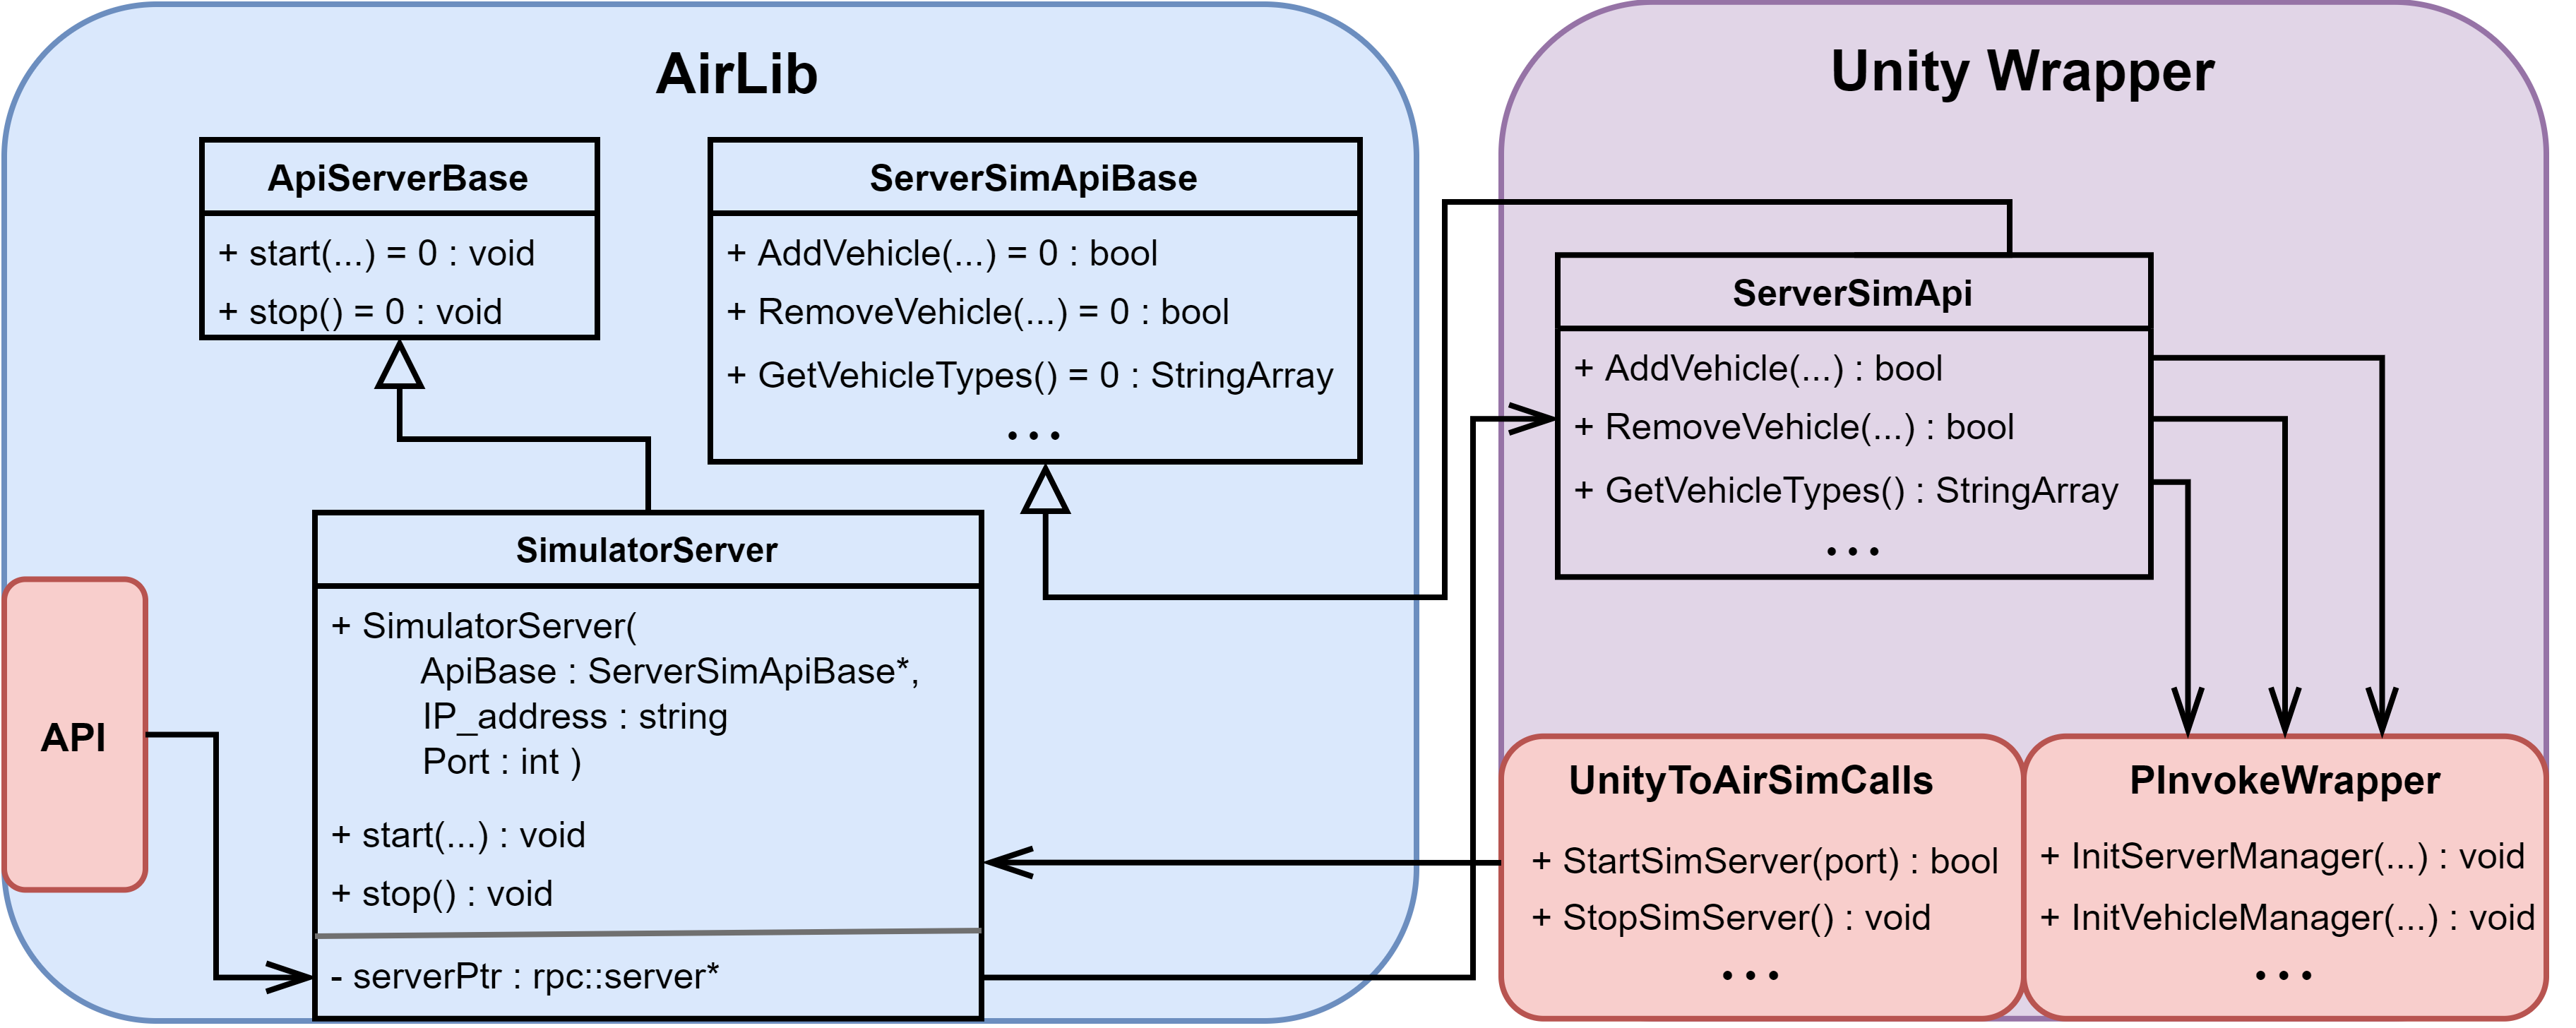 AirLib
ApiServerBase
+ start(...) = 0 : void
+ stop() = 0 : void
ServerSimApiBase
+ AddVehicle(...) = 0 : bool
+ RemoveVehicle(...) = 0 : bool
+ GetVehicleTypes() = 0 : StringArray
...
SimulatorServer
+ SimulatorServer(
ApiBase : ServerSimApiBase*,
IP_address : string
Port : int )
+ start(...) : void
+ stop() : void
- serverPtr : rpc::server*
API
Unity Wrapper
ServerSimApi
+ AddVehicle(...) : bool
+ RemoveVehicle(...) : bool
+ GetVehicleTypes() : StringArray
...
UnityToAirSimCalls
+ StartSimServer(port) : bool
+ StopSimServer() : void
...
PInvokeWrapper
+ InitServerManager(...) : void
+ InitVehicleManager(...) : void
...